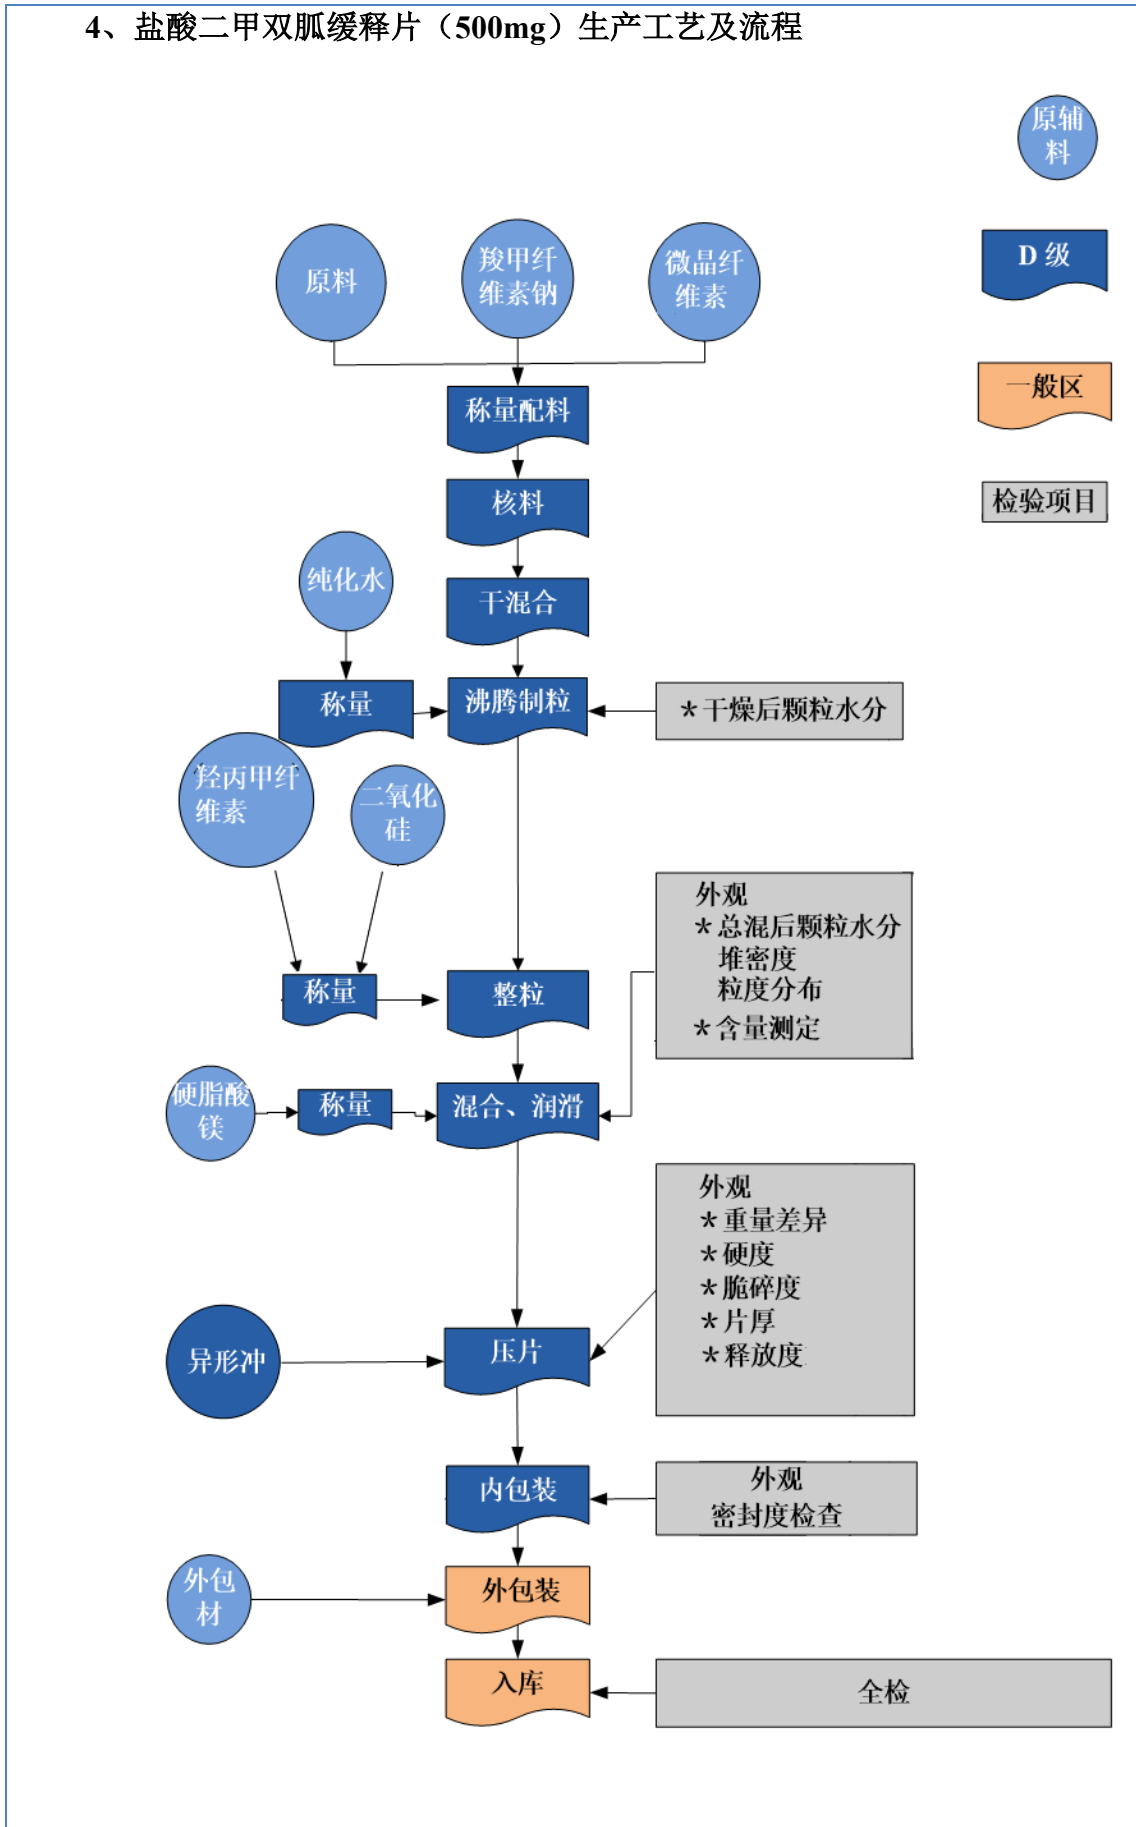 4、盐酸二甲双胍缓释片（500mg）生产工艺及流程
原辅
料
D 级
一般区
检验项目
原料
羧甲纤
维素钠
微晶纤
维素
称量配料
核料
干混合
纯化水
称量
沸腾制粒
*干燥后颗粒水分
羟丙甲纤
维素
二氧化
硅
称量
整粒
外观
*总混后颗粒水分
堆密度
粒度分布
*含量测定
硬脂酸
镁
称量
混合、润滑
外观
*重量差异
*硬度
*脆碎度
*片厚
*释放度
异形冲
压片
内包装
外观
密封度检查
外包
材
外包装
入库
全检